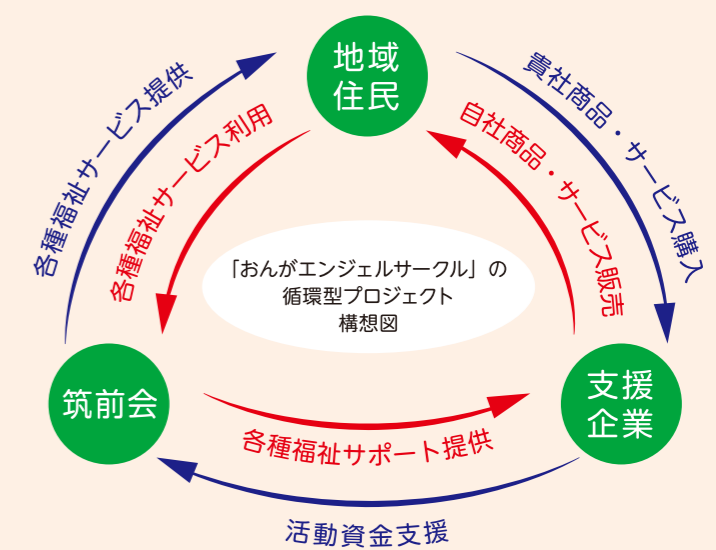 地域
住民
各種福祉サービス提供
各種福祉サービス利用
貴社商品・サービス購入
自社商品・サービス販売
「おんがエンジェルサークル」の
循環型プロジェクト
構想図
筑前会
支援
企業
各種福祉サポート提供
活動資金支援